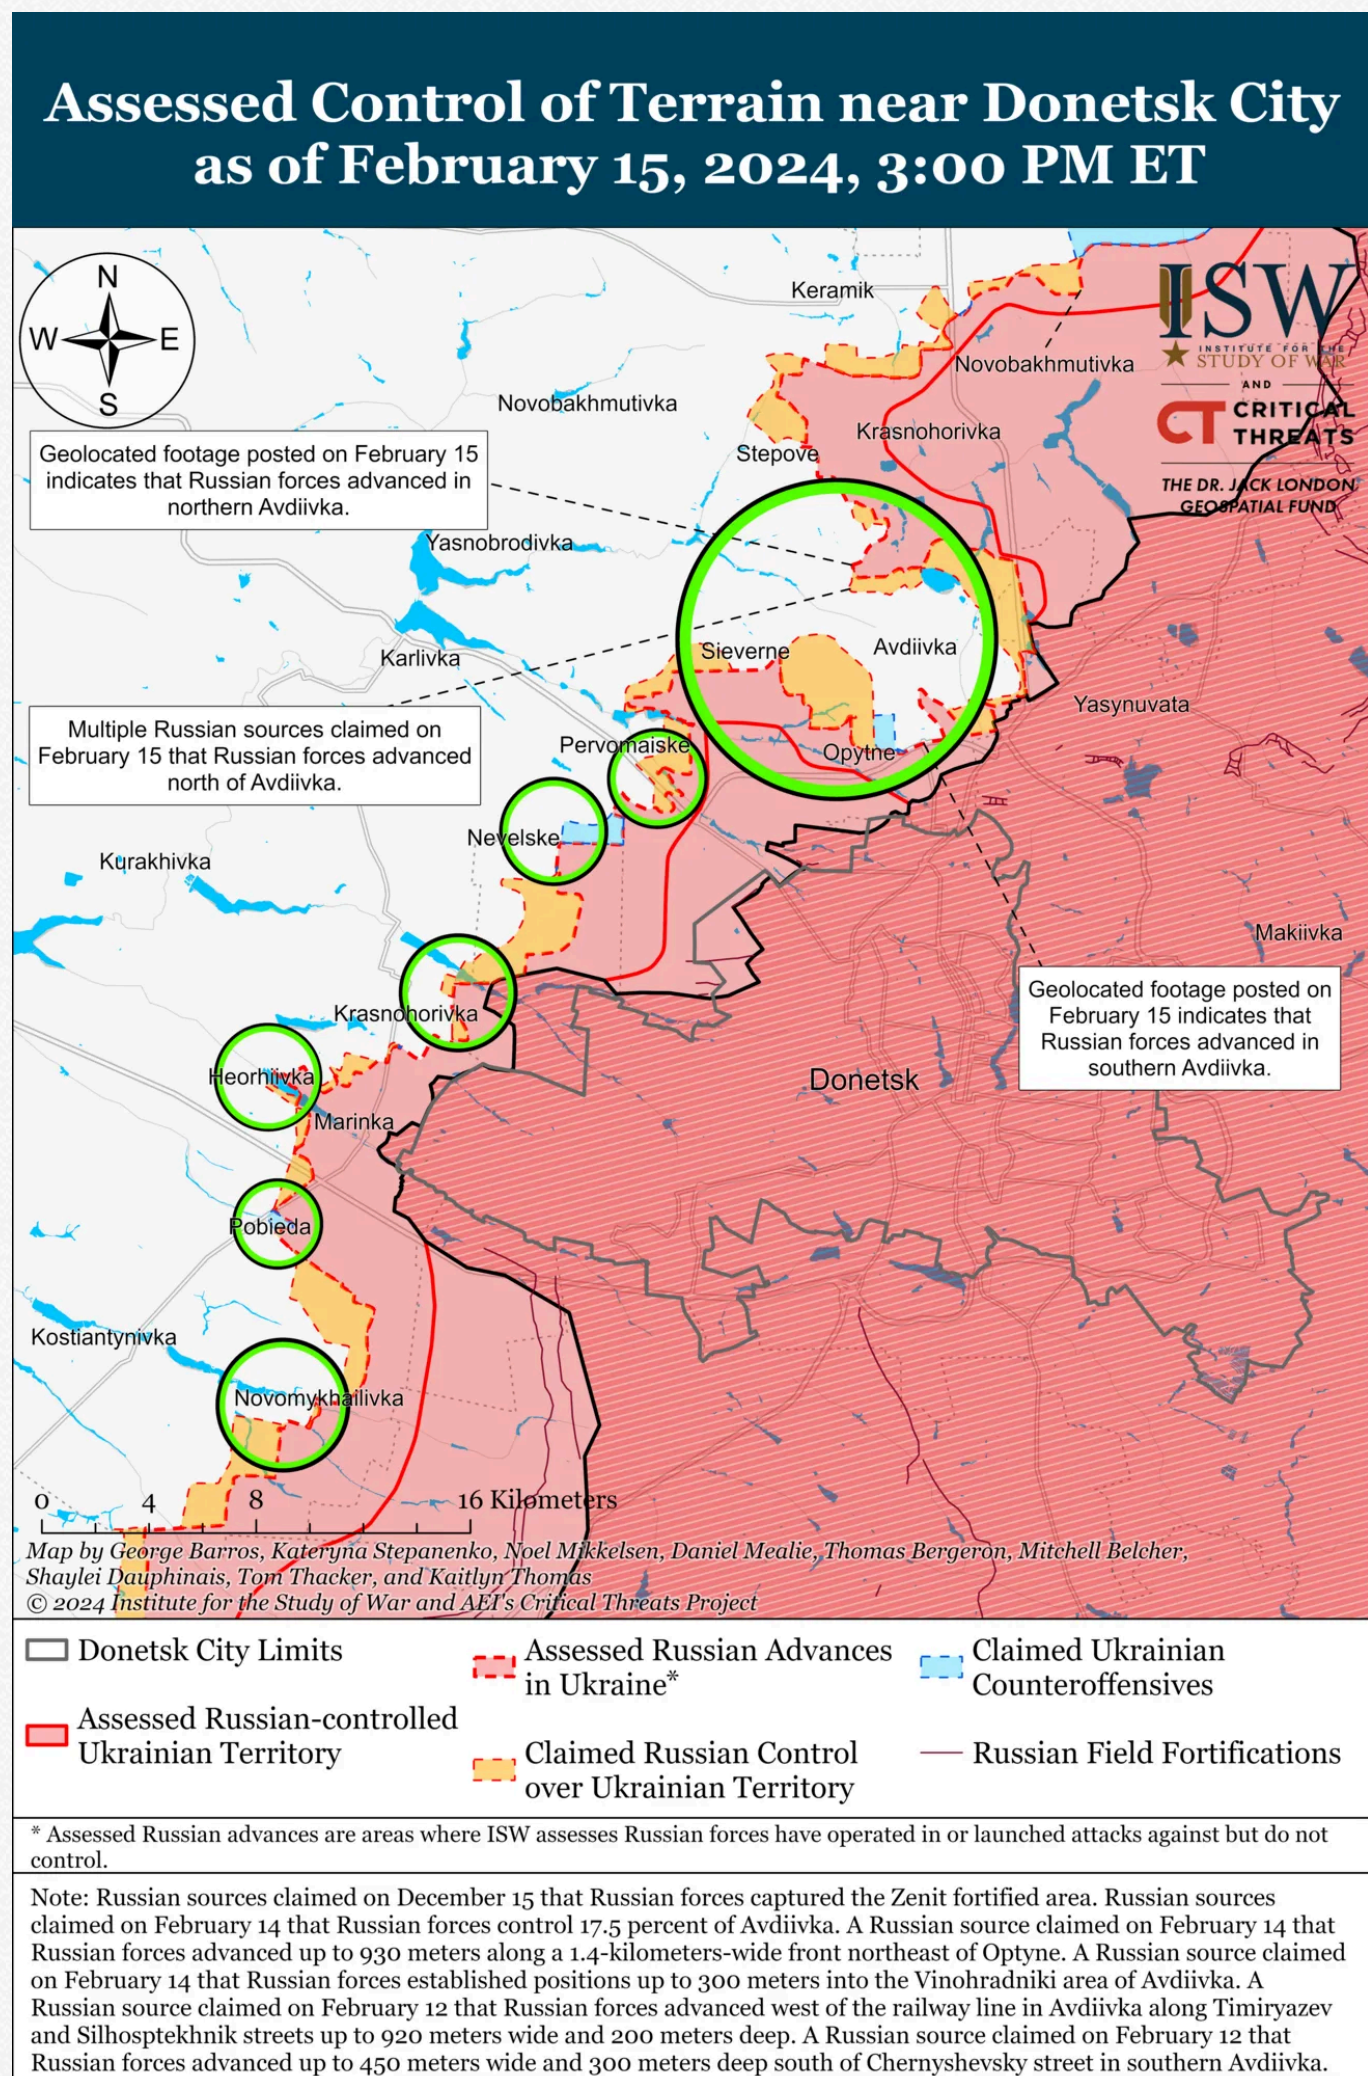 Assessed Control of Terrain near Donetsk City
as of February 15, 2024, 3:00 PM ET
N
W
E
S
ISW
INSTITUTE FOR THE
STUDY OF WAR
AND
CT
CRITICAL
THREATS
THE DR. JACK LONDON
GEOSPATIAL FUND
Keramik
Novobakhmutivka
Novobakhmutivka
Krasnohorivka
Stepove
Geolocated footage posted on February 15
indicates that Russian forces advanced in
northern Avdiivka.
Yasnobrodivka
Karlivka
Sieverne
Avdiivka
Yasynuvata
Multiple Russian sources claimed on
February 15 that Russian forces advanced
north of Avdiivka.
Pervomaiske
Opytne
Nevelske
Kurakhivka
Makiivka
Krasnohorivka
Geolocated footage posted on
February 15 indicates that
Russian forces advanced in
southern Avdiivka.
Heorhiivka
Donetsk
Marinka
Pobieda
Kostiantynivka
Novomykhailivka
0
4
8
16 Kilometers
Map by George Barros, Kateryna Stepanenko, Noel Mikkelsen, Daniel Mealie, Thomas Bergeron, Mitchell Belcher,
Shaylei Dauphinais, Tom Thacker, and Kaitlyn Thomas
© 2024 Institute for the Study of War and AEI's Critical Threats Project
Donetsk City Limits
Assessed Russian-controlled
Ukrainian Territory
Assessed Russian Advances
in Ukraine*
Claimed Russian Control
over Ukrainian Territory
Claimed Ukrainian
Counteroffensives
Russian Field Fortifications
* Assessed Russian advances are areas where ISW assesses Russian forces have operated in or launched attacks against but do not
control.
Note: Russian sources claimed on December 15 that Russian forces captured the Zenit fortified area. Russian sources
claimed on February 14 that Russian forces control 17.5 percent of Avdiivka. A Russian source claimed on February 14 that
Russian forces advanced up to 930 meters along a 1.4-kilometers-wide front northeast of Optyne. A Russian source claimed
on February 14 that Russian forces established positions up to 300 meters into the Vinohradniki area of Avdiivka. A
Russian source claimed on February 12 that Russian forces advanced west of the railway line in Avdiivka along Timiryazev
and Silhosptekhnik streets up to 920 meters wide and 200 meters deep. A Russian source claimed on February 12 that
Russian forces advanced up to 450 meters wide and 300 meters deep south of Chernyshevsky street in southern Avdiivka.